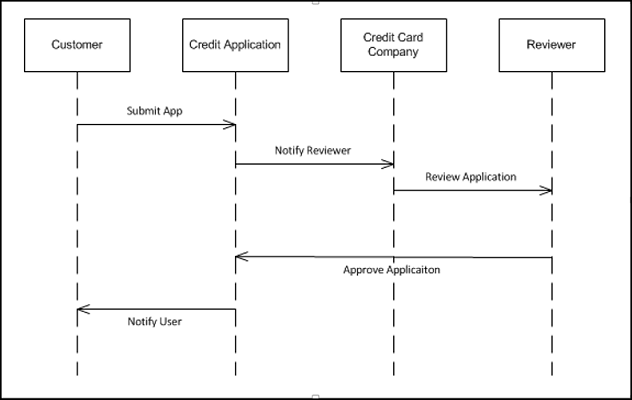 Customer
Credit Application
Credit Card
Company
Reviewer
Submit App
Notify Reviewer
Review Application
Approve Applicaiton
Notify User